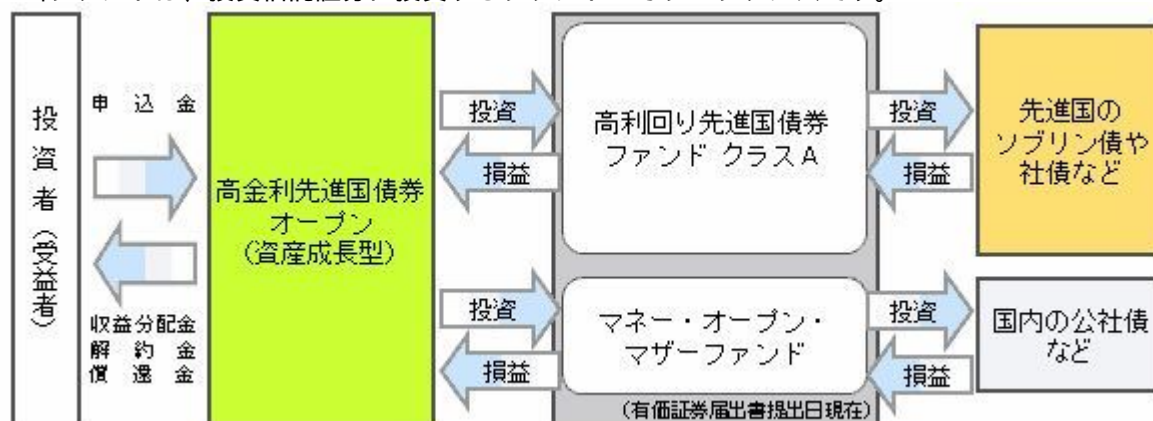 投資者（受益者）
申込金
収益分配金
解約金
償還金
高金利先進国債券
オープン
（資産成長型）
投資
損益
投資
損益
高利回り先進国債券
ファンド クラスA
マネー・オープン・
マザーファンド
（有価証券届出書提出日現在）
投資
損益
投資
損益
先進国の
ソブリン債や
社債など
国内の公社債
など